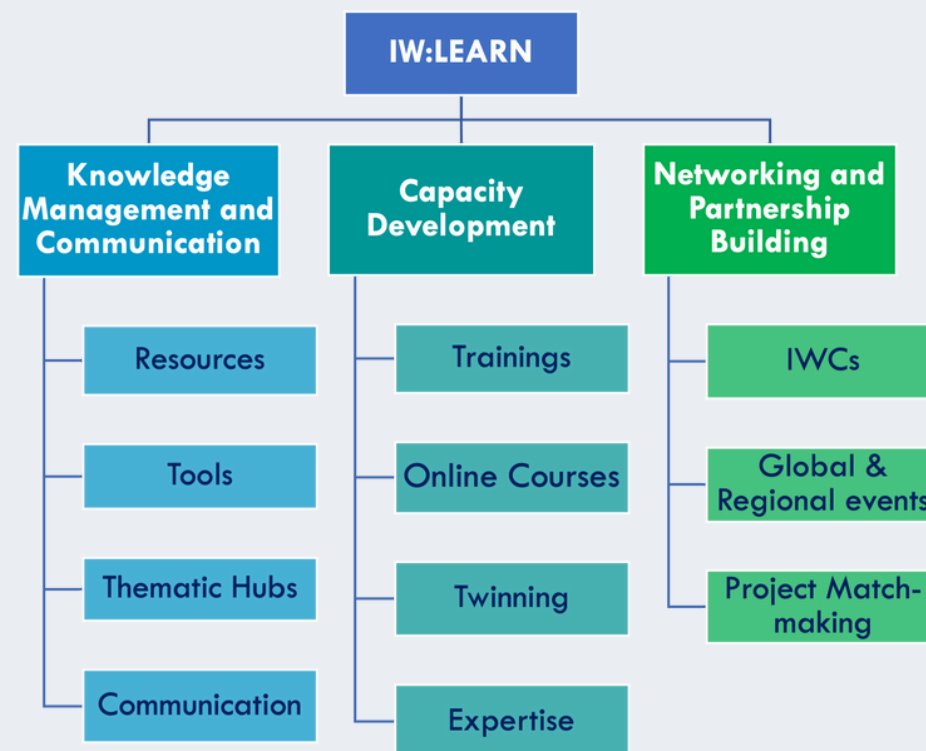 IW:LEARN
Knowledge
Management and
Communication
Resources
Tools
Thematic Hubs
Communication
Capacity
Development
Trainings
Online Courses
Twinning
Expertise
Networking and
Partnership
Building
IWCs
Global &
Regional events
Project Match-
making